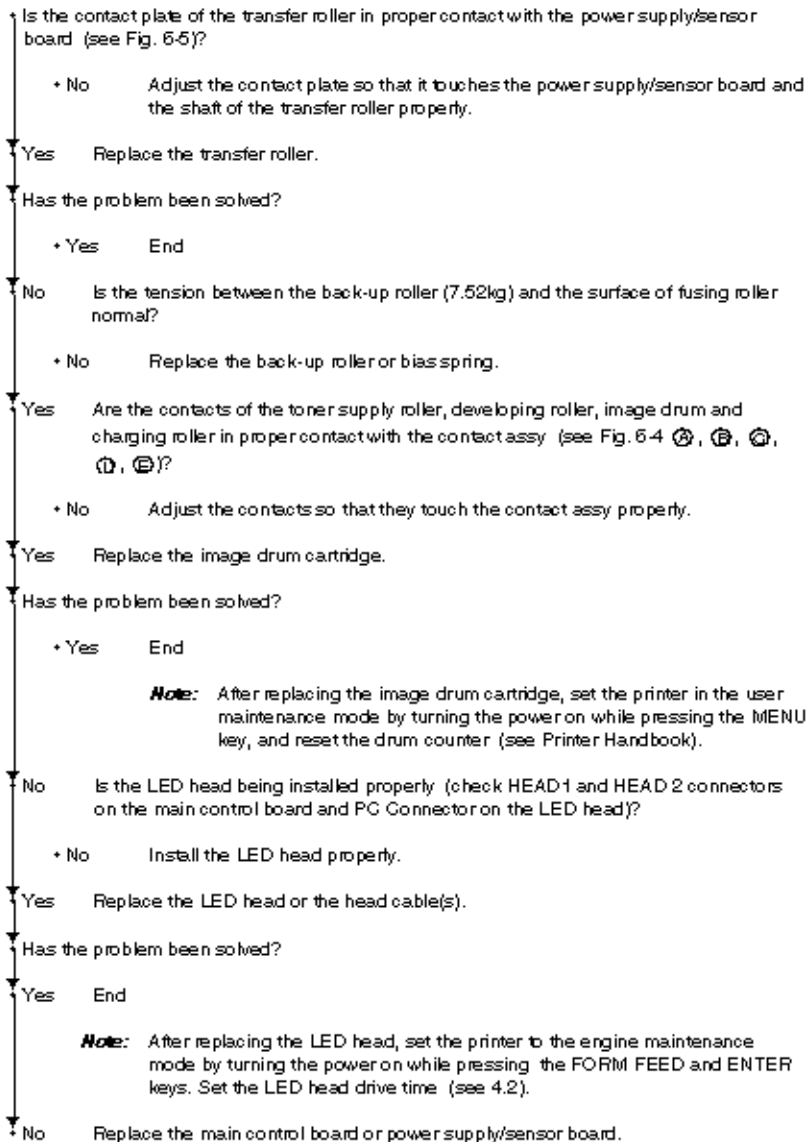 • Is the contact plate of the transfer roller in proper contact with the power supply/sensor
board (see Fig. 6-5)?
• No Adjust the contact plate so that it touches the power supply/sensor board and
the shaft of the transfer roller properly.
• Yes Replace the transfer roller.
• Has the problem been solved?
• Yes End
• No Is the tension between the back-up roller (7.52kg) and the surface of fusing roller
normal?
• No Replace the back-up roller or bias spring.
• Yes Are the contacts of the toner supply roller, developing roller, image drum and
charging roller in proper contact with the contact assy (see Fig. 6-4 Ⓐ, Ⓑ, Ⓒ,
Ⓓ, Ⓔ)?
• No Adjust the contacts so that they touch the contact assy properly.
• Yes Replace the image drum cartridge.
• Has the problem been solved?
• Yes End
Note: After replacing the image drum cartridge, set the printer in the user
maintenance mode by turning the power on while pressing the MENU
key, and reset the drum counter (see Printer Handbook).
• No Is the LED head being installed properly (check HEAD1 and HEAD 2 connectors
on the main control board and PC Connector on the LED head)?
• No Install the LED head properly.
• Yes Replace the LED head or the head cable(s).
• Has the problem been solved?
• Yes End
Note: After replacing the LED head, set the printer to the engine maintenance
mode by turning the power on while pressing the FORM FEED and ENTER
keys. Set the LED head drive time (see 4.2).
• No Replace the main control board or power supply/sensor board.